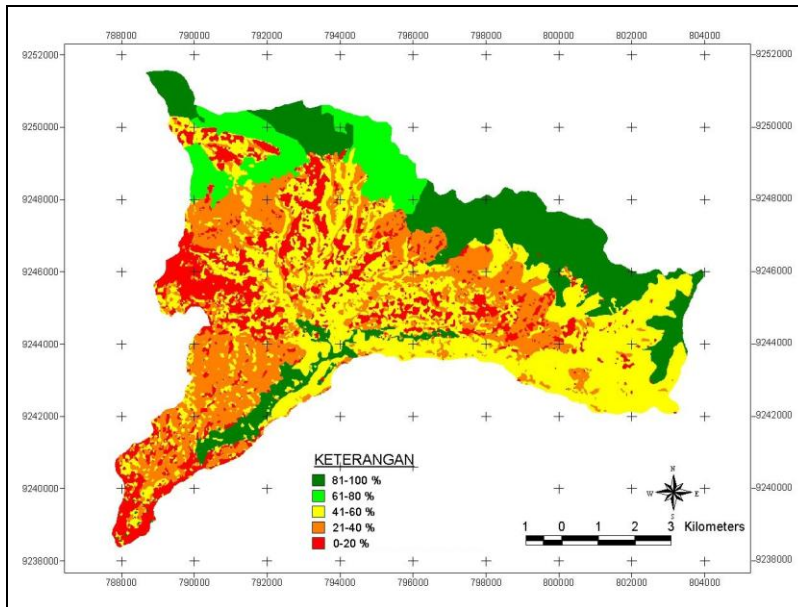 788000 790000 792000 794000 796000 798000 800000 802000 804000
9252000 9252000
9250000 9250000
9248000 9248000
9246000 9246000
9244000 9244000
9242000 9242000
9240000 9240000
9238000 9238000
KETERANGAN
81-100 %
61-80 %
41-60 %
21-40 %
0-20 %
N
W E
S
1 0 1 2 3 Kilometers
788000 790000 792000 794000 796000 798000 800000 802000 804000